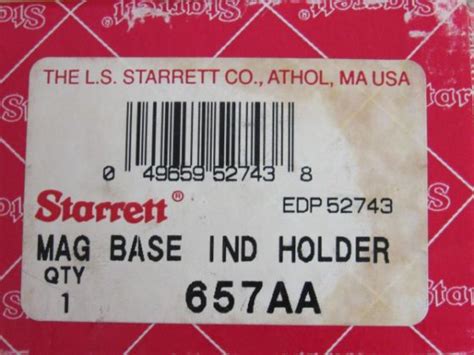 THE L.S. STARRETT CO., ATHOL, MA USA
0 49659 52743 8
Starrett® EDP 52743
MAG BASE IND HOLDER
QTY
1 657AA